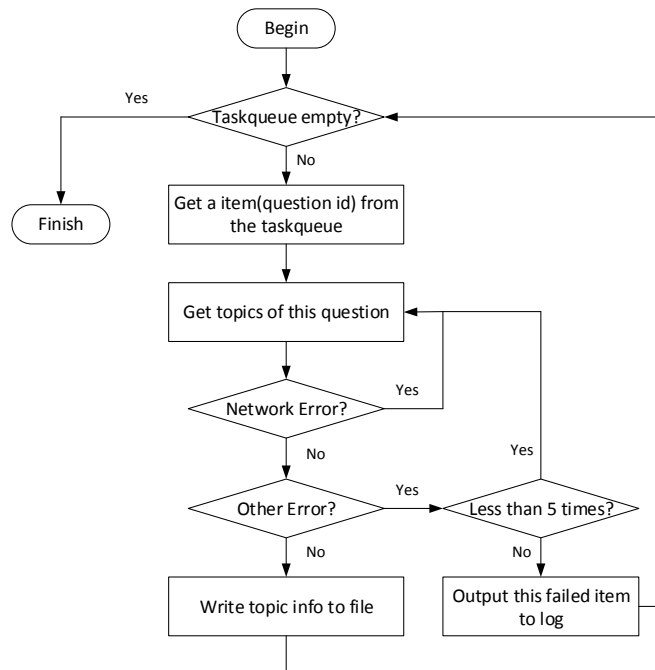 Begin
Yes
Taskqueue empty?
No
Get a item(question id) from
the taskqueue
Finish
Get topics of this question
Yes
Network Error?
No
Yes
Yes
Other Error?
Less than 5 times?
No
No
Write topic info to file
Output this failed item
to log